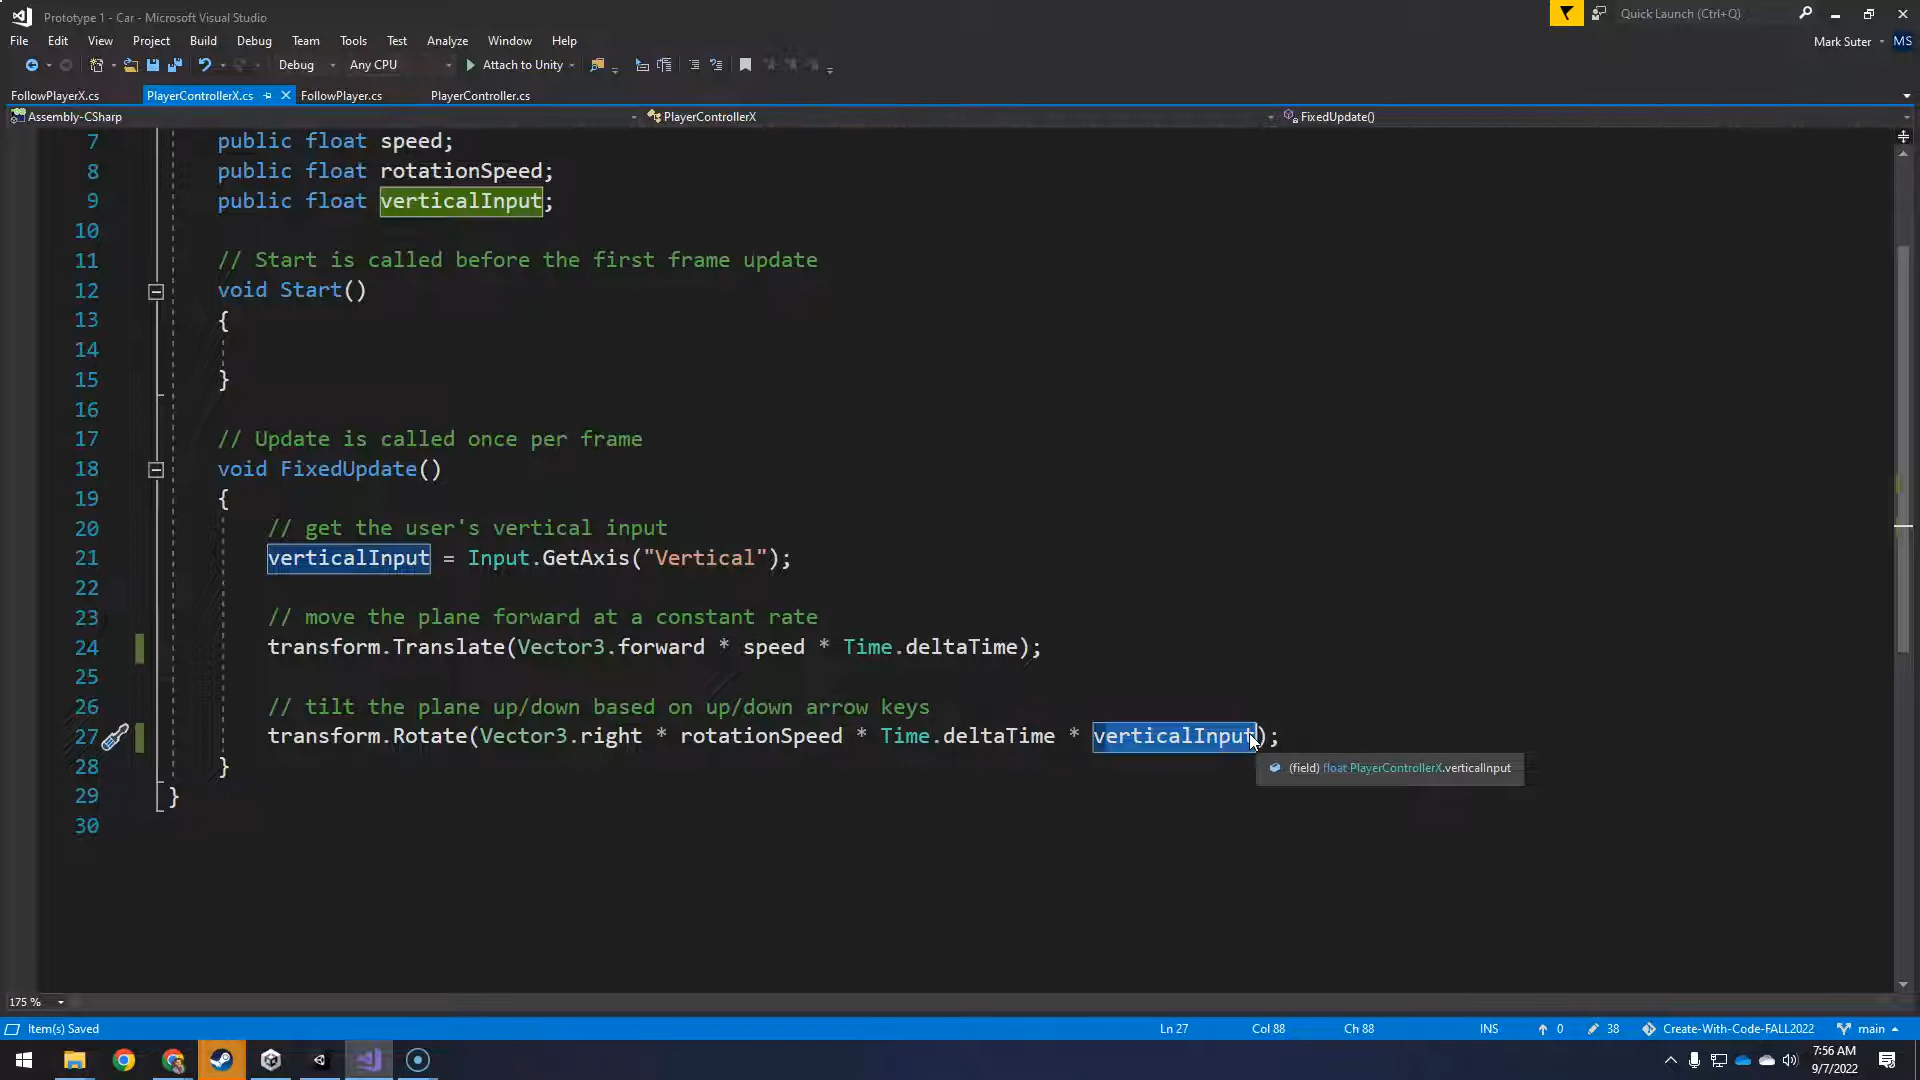 Prototype 1 - Car - Microsoft Visual Studio
Quick Launch (Ctrl+Q)
File Edit View Project Build Debug Team Tools Test Analyze Window Help
Mark Suter MS
Debug Any CPU Attach to Unity
FollowPlayerX.cs PlayerControllerX.cs FollowPlayer.cs PlayerController.cs
Assembly-CSharp PlayerControllerX FixedUpdate()
7 public float speed;
8 public float rotationSpeed;
9 public float verticalInput;
10
11 // Start is called before the first frame update
12 void Start()
13 {
14
15 }
16
17 // Update is called once per frame
18 void FixedUpdate()
19 {
20 // get the user's vertical input
21 verticalInput = Input.GetAxis("Vertical");
22
23 // move the plane forward at a constant rate
24 transform.Translate(Vector3.forward * speed * Time.deltaTime);
25
26 // tilt the plane up/down based on up/down arrow keys
27 transform.Rotate(Vector3.right * rotationSpeed * Time.deltaTime * verticalInput);
(field) float PlayerControllerX.verticalInput
28 }
29 }
30
175 %
Item(s) Saved Ln 27 Col 88 Ch 88 INS 0 38 Create-With-Code-FALL2022 main
7:56 AM
9/7/2022